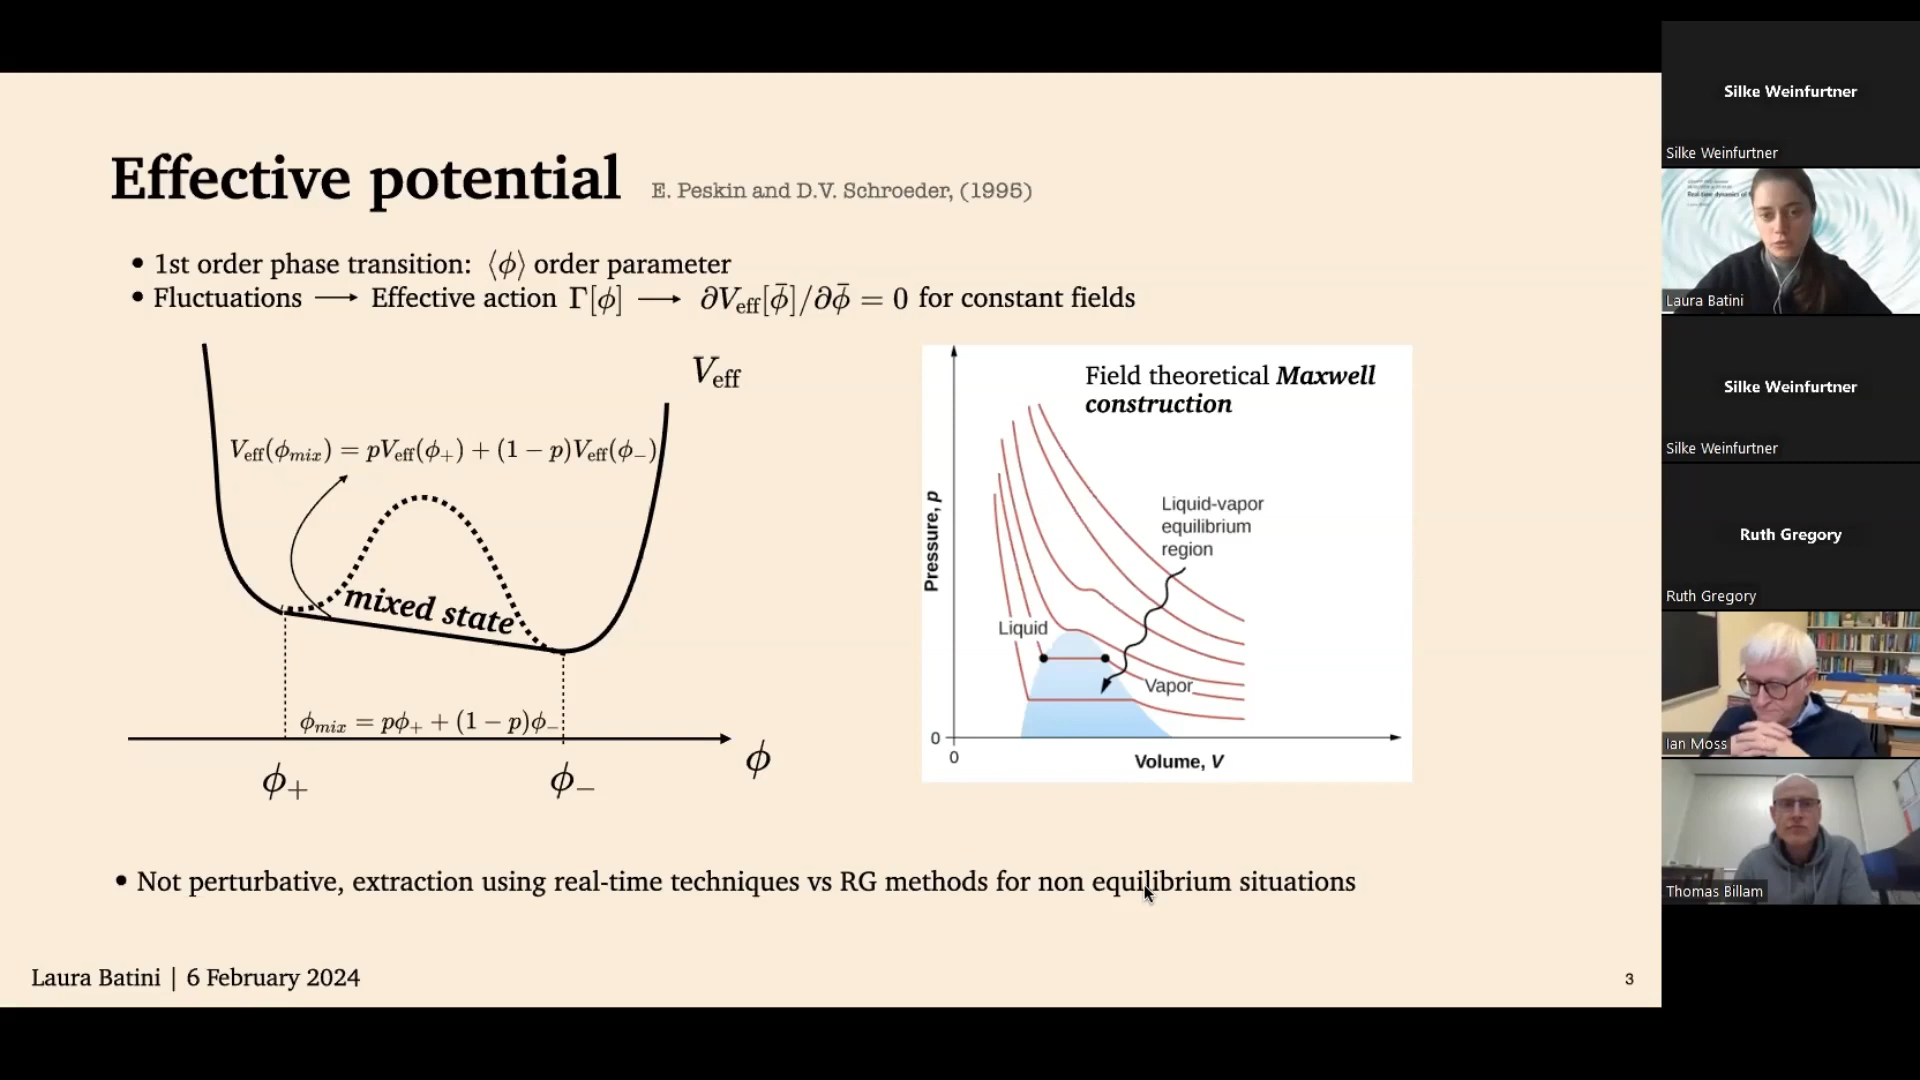 Effective potential E. Peskin and D.V. Schroeder, (1995)
• 1st order phase transition: ⟨ϕ⟩ order parameter
• Fluctuations ⟶ Effective action Γ[ϕ] ⟶ ∂V_eff[ϕ̄]/∂ϕ̄ = 0 for constant fields
V_eff
V_eff(ϕ_mix) = pV_eff(ϕ_+) + (1 − p)V_eff(ϕ_−)
mixed state
ϕ_mix = pϕ_+ + (1 − p)ϕ_−
ϕ_+
ϕ_−
ϕ
Field theoretical Maxwell
construction
Pressure, p
Liquid-vapor
equilibrium
region
Liquid
Vapor
0
0
Volume, V
• Not perturbative, extraction using real-time techniques vs RG methods for non equilibrium situations
Laura Batini | 6 February 2024
3
Silke Weinfurtner
Silke Weinfurtner
Laura Batini
Silke Weinfurtner
Silke Weinfurtner
Ruth Gregory
Ruth Gregory
Ian Moss
Thomas Billam